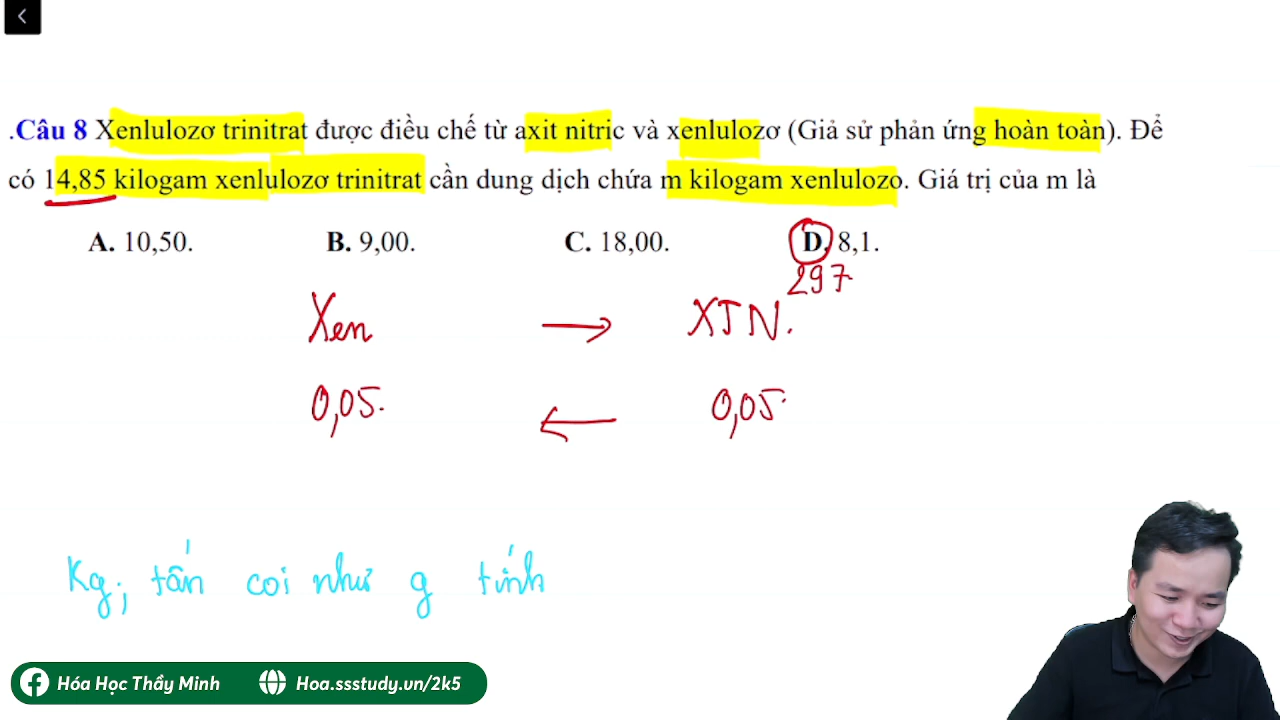 .Câu 8 Xenlulozơ trinitrat được điều chế từ axit nitric và xenlulozơ (Giả sử phản ứng hoàn toàn). Để
có 14,85 kilogam xenlulozơ trinitrat cần dung dịch chứa m kilogam xenlulozo. Giá trị của m là
A. 10,50. B. 9,00. C. 18,00. D. 8,1.
297
Xen → XTN.
0,05. ← 0,05.
Kg; tấn coi như g tính
Hóa Học Thầy Minh Hoa.ssstudy.vn/2k5